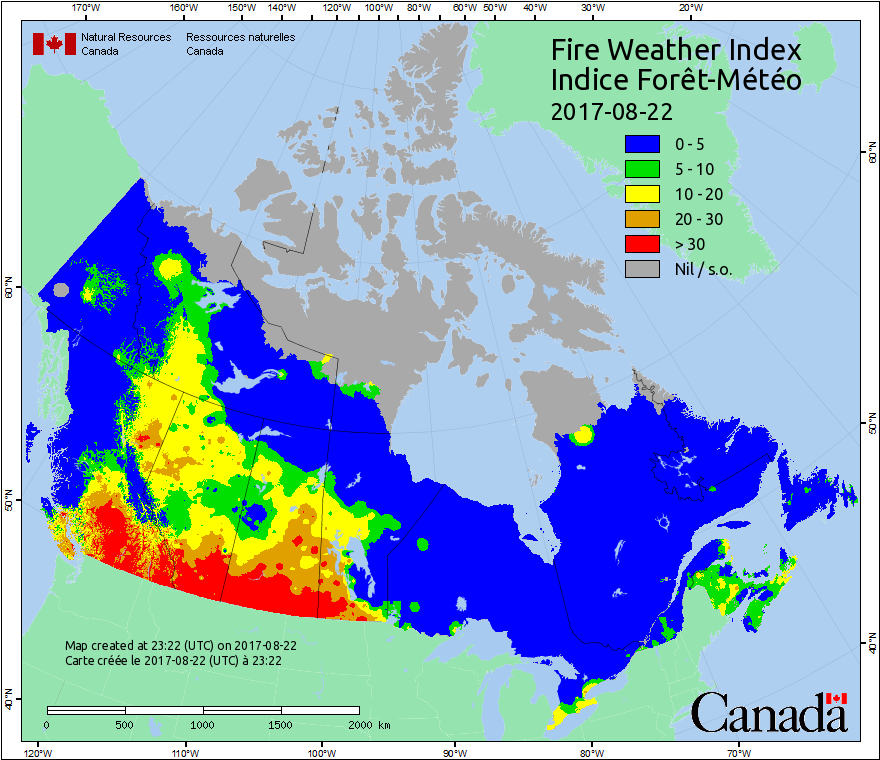 170°W 160°W 150°W 140°W 130°W 120°W 110°W 100°W 90°W 80°W 70°W 60°W 50°W 40°W 30°W 20°W
Natural Resources Canada
Ressources naturelles Canada
Fire Weather Index
Indice Forêt-Météo
2017-08-22
0 - 5
5 - 10
10 - 20
20 - 30
> 30
Nil / s.o.
60°N
60°N
50°N
50°N
40°N
40°N
Map created at 23:22 (UTC) on 2017-08-22
Carte créée le 2017-08-22 (UTC) à 23:22
0 500 1000 1500 2000 km
Canada
120°W 110°W 100°W 90°W 80°W 70°W